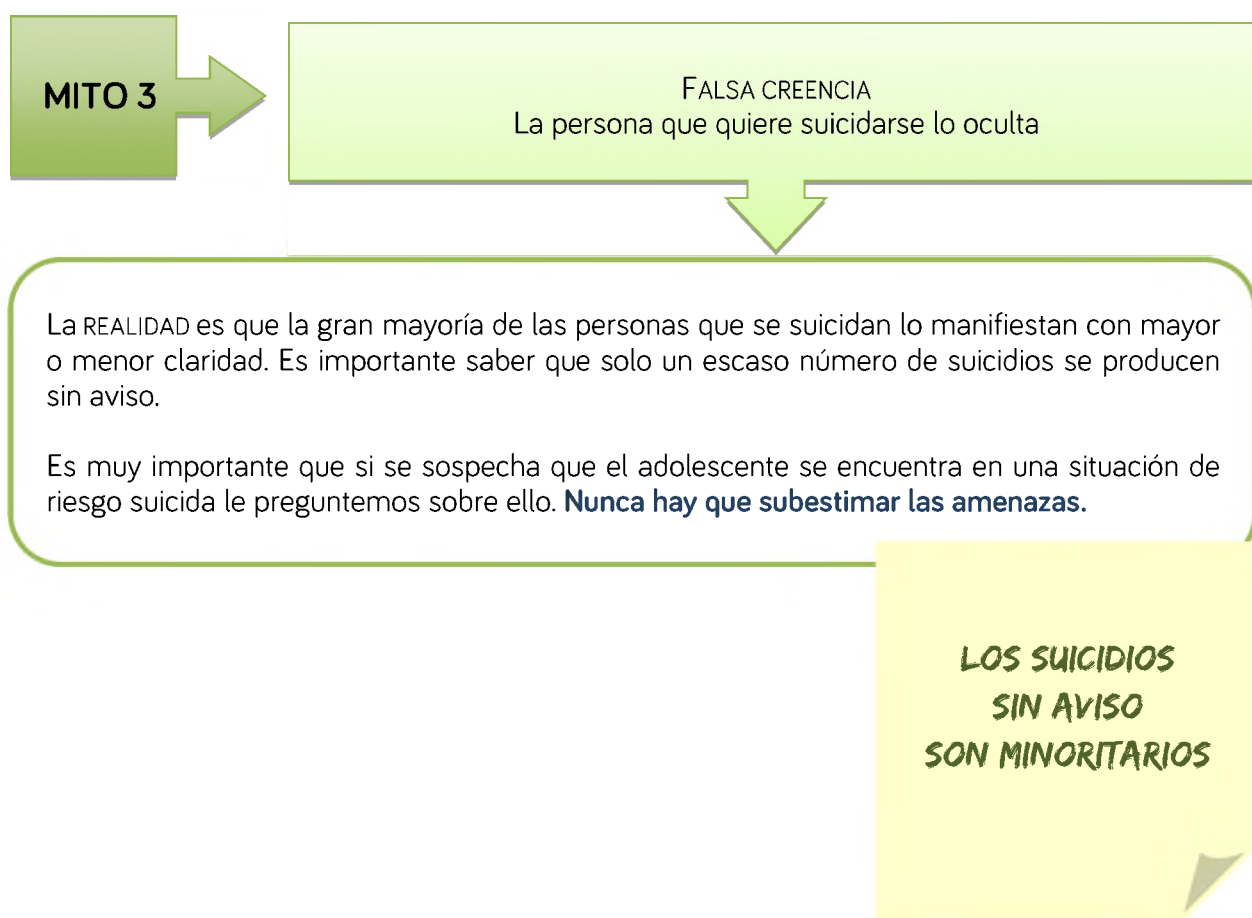 MITO 3
FALSA CREENCIA
La persona que quiere suicidarse lo oculta
La REALIDAD es que la gran mayoría de las personas que se suicidan lo manifiestan con mayor
o menor claridad. Es importante saber que solo un escaso número de suicidios se producen
sin aviso.
Es muy importante que si se sospecha que el adolescente se encuentra en una situación de
riesgo suicida le preguntemos sobre ello. Nunca hay que subestimar las amenazas.
LOS SUICIDIOS
SIN AVISO
SON MINORITARIOS